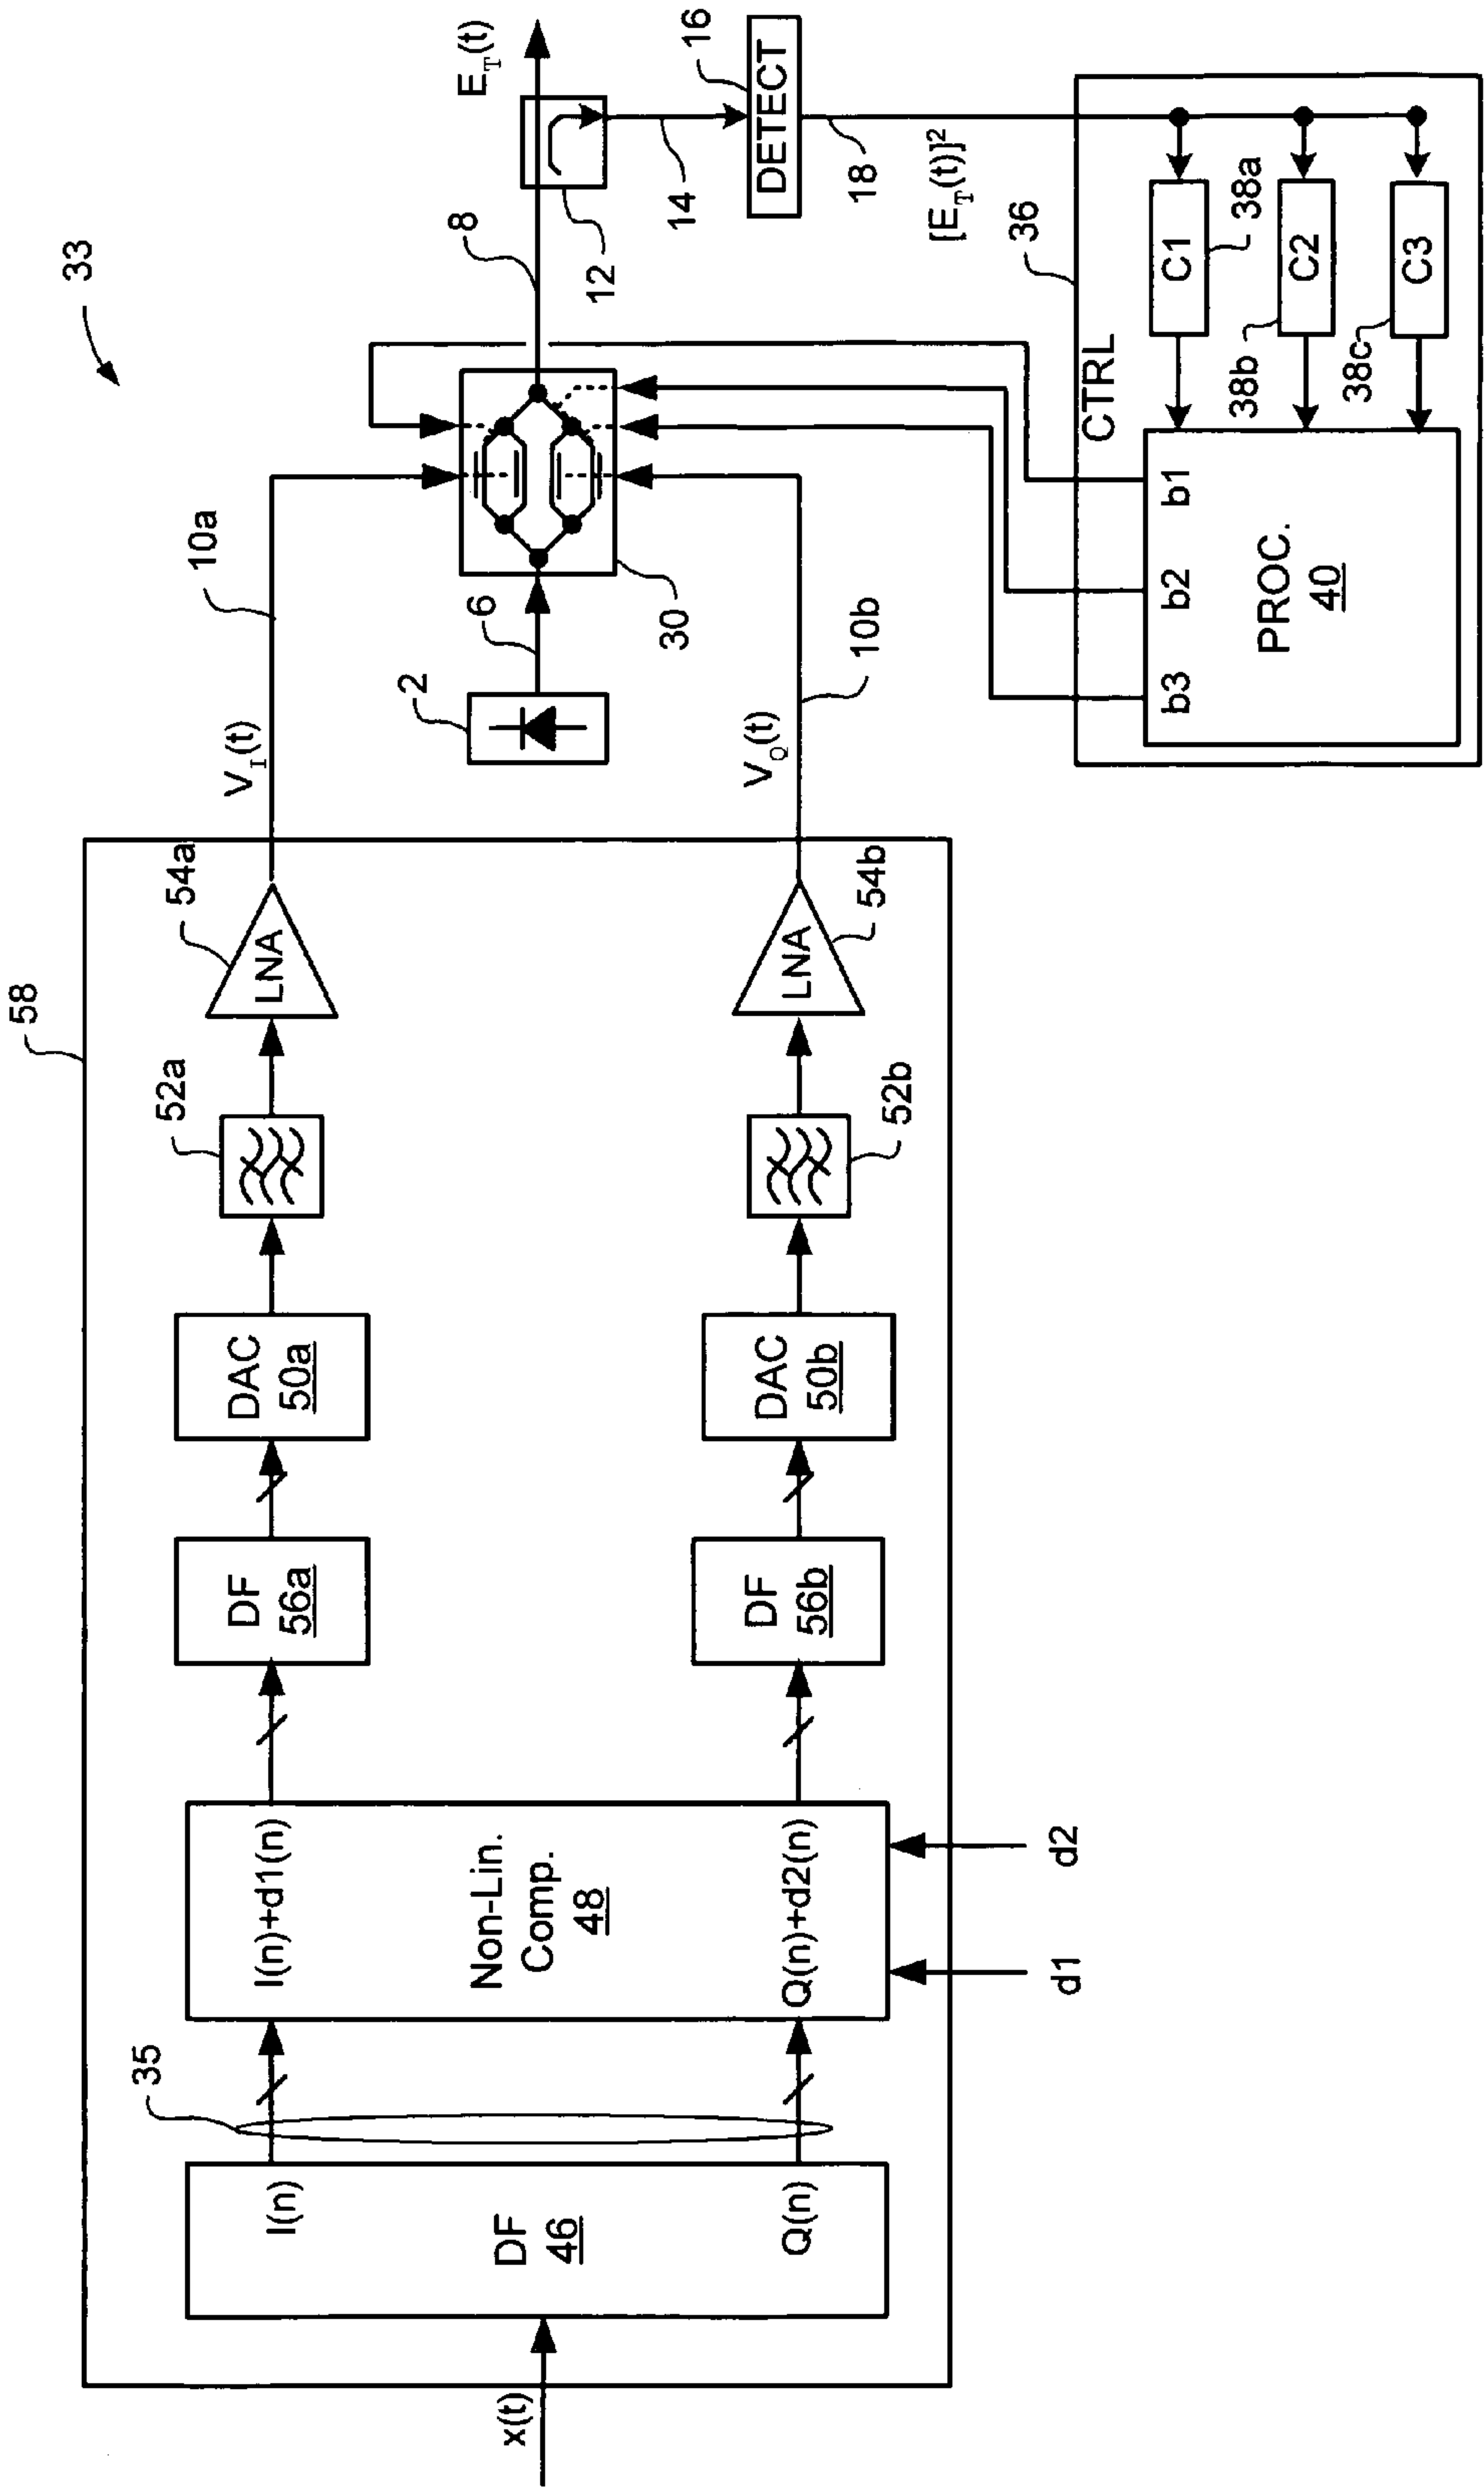 33
58
x(t)
DF
46
I(n)
Q(n)
35
I(n)+d1(n)
Non-Lin.
Comp.
48
Q(n)+d2(n)
d1
d2
DF
56a
DF
56b
DAC
50a
DAC
50b
52a
52b
LNA
54a
LNA
54b
V_I(t)
10a
V_Q(t)
10b
2
6
30
8
12
E_T(t)
14
DETECT
16
18
[E_T(t)]²
36
CTRL
C1
38a
C2
38b
C3
38c
b1
b2
b3
PROC.
40